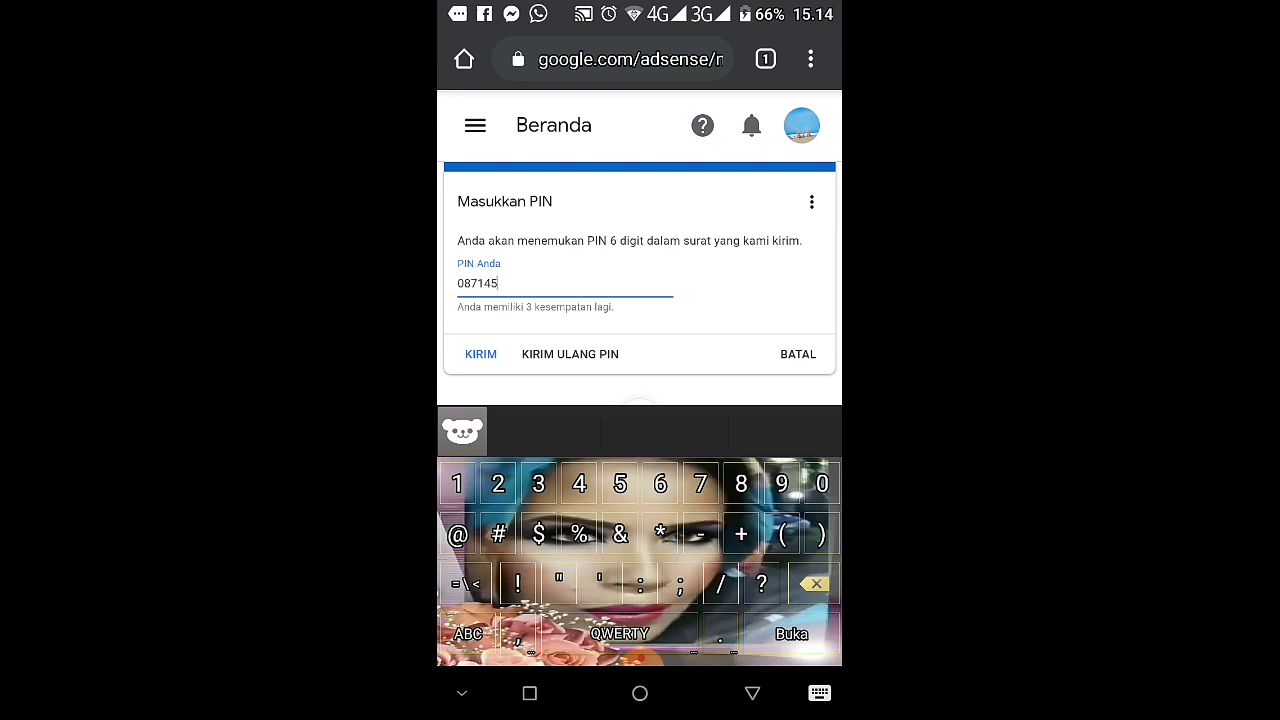 4G 3G 66% 15.14
google.com/adsense/r
1
Beranda
Masukkan PIN
Anda akan menemukan PIN 6 digit dalam surat yang kami kirim.
PIN Anda
087145
Anda memiliki 3 kesempatan lagi.
KIRIM KIRIM ULANG PIN BATAL
1 2 3 4 5 6 7 8 9 0
@ # $ % & * - + ( )
=\< ! " ' : ; / ?
ABC , QWERTY . Buka